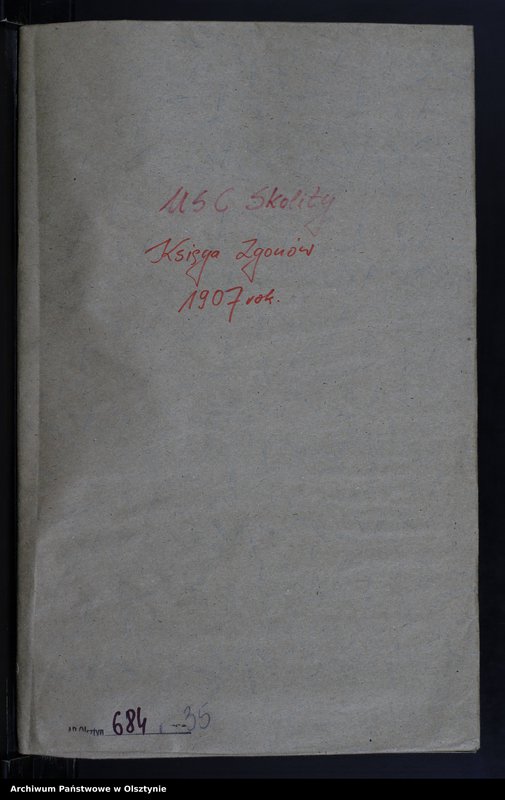 USC Skolity
Księga Zgonów
1907 rok.
684 35
Archiwum Państwowe w Olsztynie